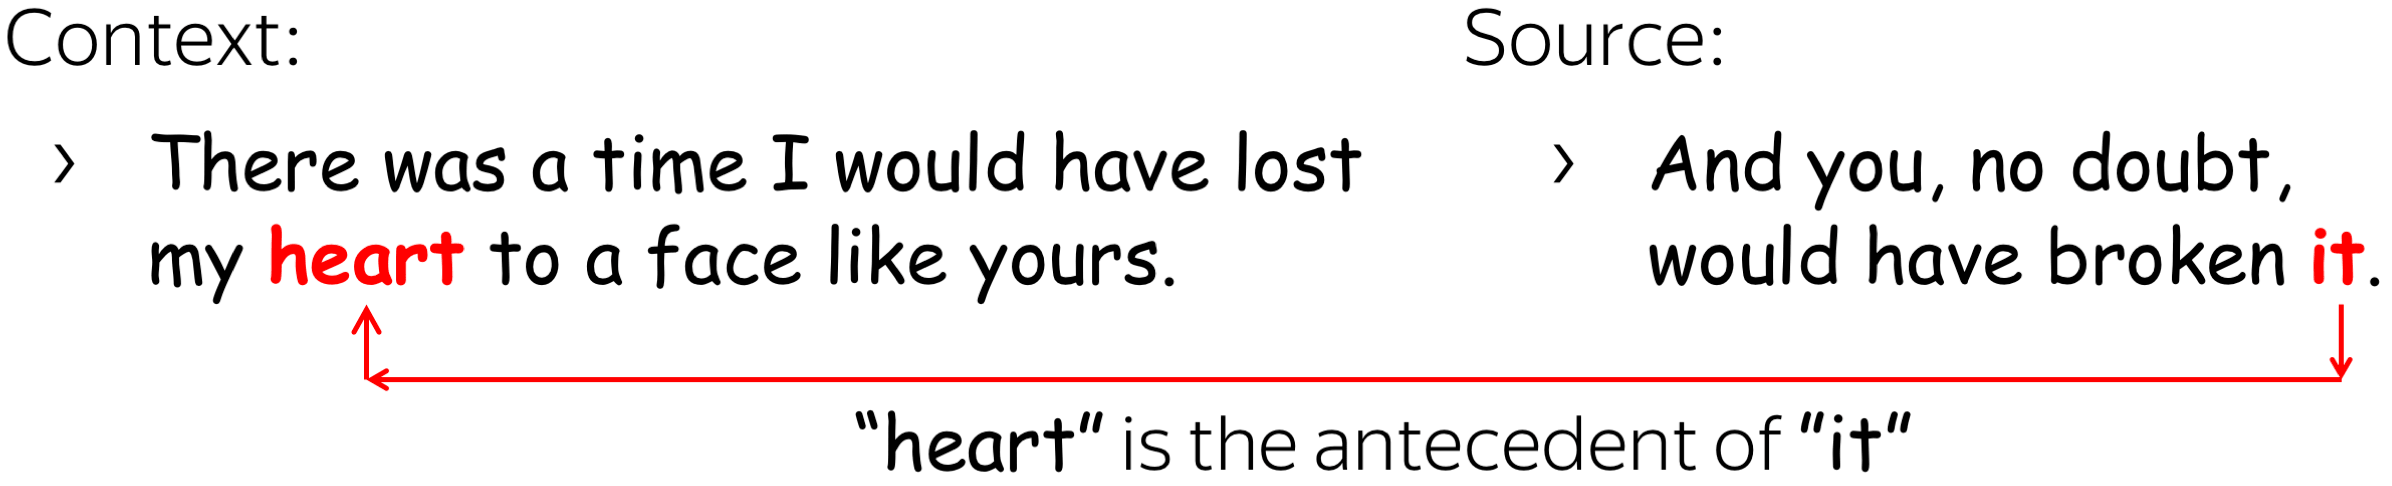 Context:
› There was a time I would have lost
my heart to a face like yours.
Source:
› And you, no doubt,
would have broken it.
“heart” is the antecedent of “it”